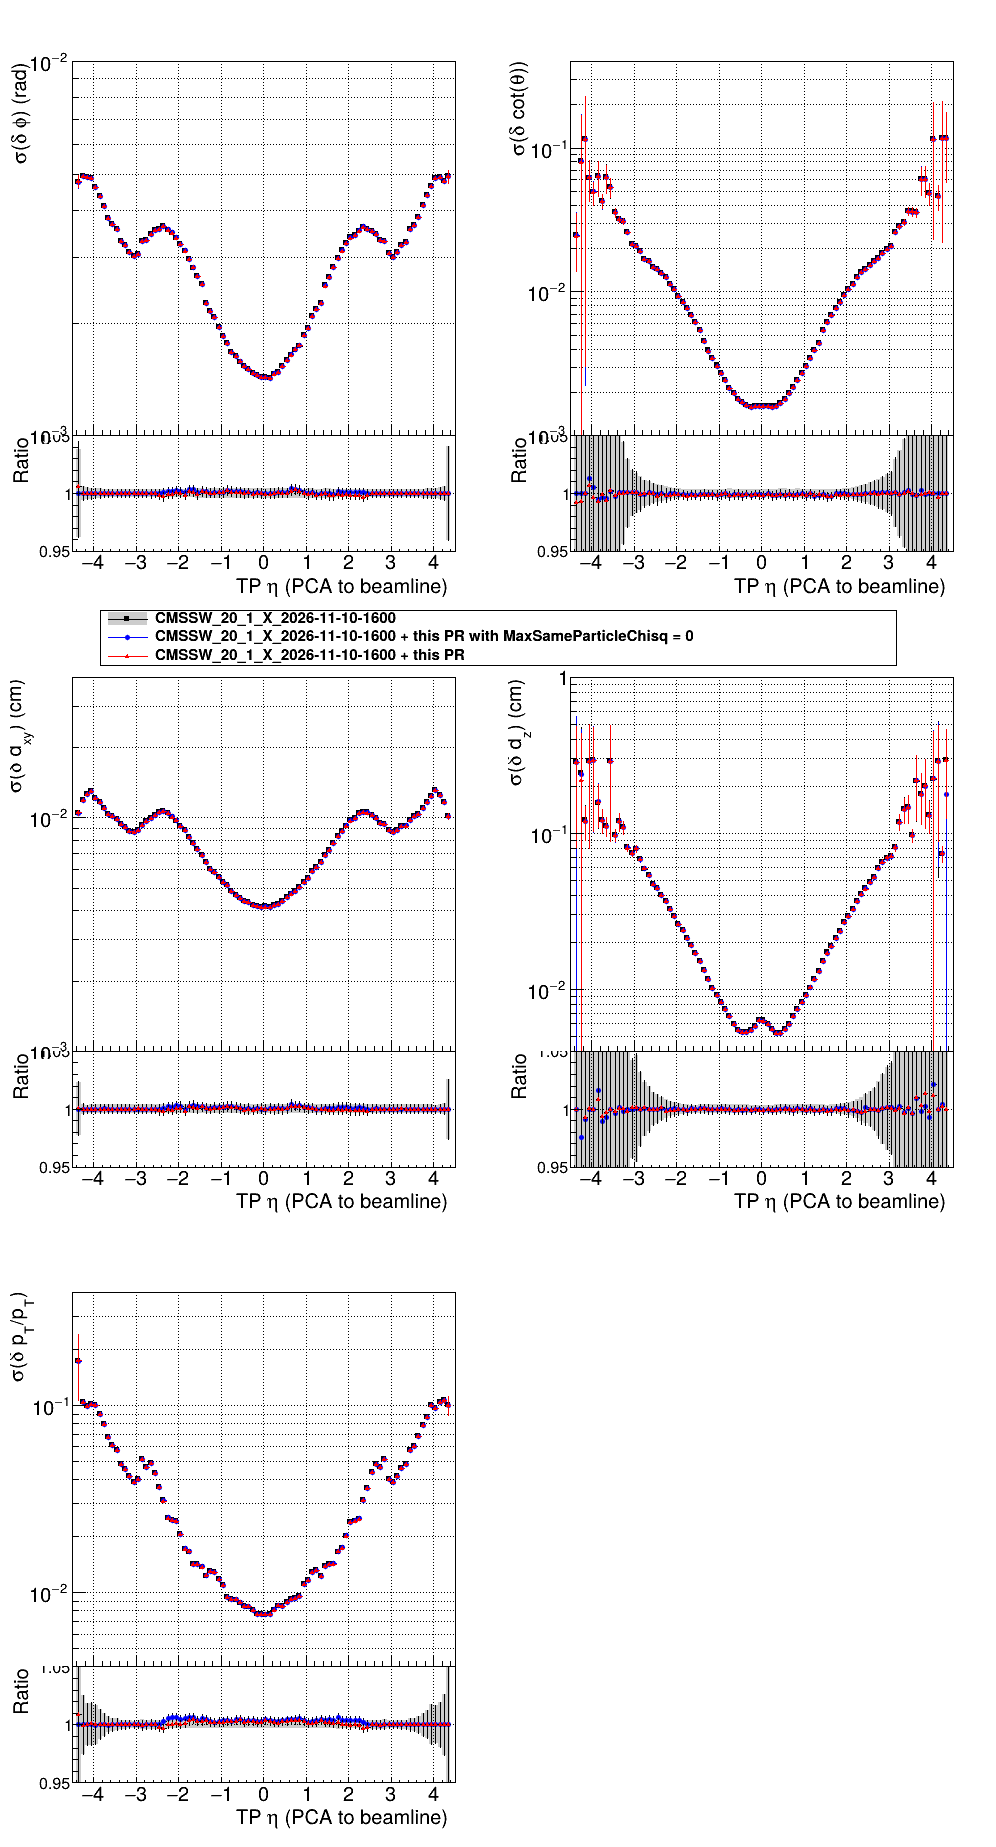 σ(δ φ) (rad)
10−2
10−3
Ratio
1
0.95
−4 −3 −2 −1 0 1 2 3 4
TP η (PCA to beamline)
σ(δ cot(θ))
10−1
10−2
10−3
Ratio
1
0.95
−4 −3 −2 −1 0 1 2 3 4
TP η (PCA to beamline)
CMSSW_20_1_X_2026-11-10-1600
CMSSW_20_1_X_2026-11-10-1600 + this PR with MaxSameParticleChisq = 0
CMSSW_20_1_X_2026-11-10-1600 + this PR
σ(δ dxy) (cm)
10−2
10−3
Ratio
1
0.95
−4 −3 −2 −1 0 1 2 3 4
TP η (PCA to beamline)
σ(δ dz) (cm)
1
10−1
10−2
Ratio
1.05
1
0.95
−4 −3 −2 −1 0 1 2 3 4
TP η (PCA to beamline)
σ(δ pT/pT)
10−1
10−2
Ratio
1.05
1
0.95
−4 −3 −2 −1 0 1 2 3 4
TP η (PCA to beamline)